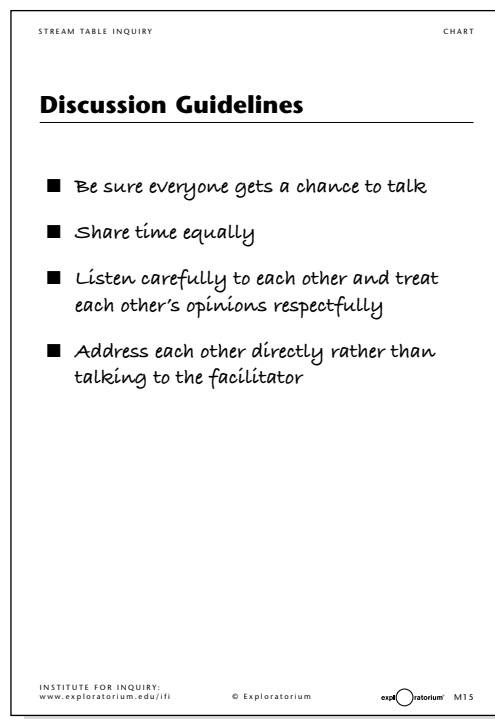 STREAM TABLE INQUIRY CHART
Discussion Guidelines
■ Be sure everyone gets a chance to talk
■ Share time equally
■ Listen carefully to each other and treat
each other's opinions respectfully
■ Address each other directly rather than
talking to the facilitator
INSTITUTE FOR INQUIRY:
www.exploratorium.edu/ifi © Exploratorium exploratorium® M15